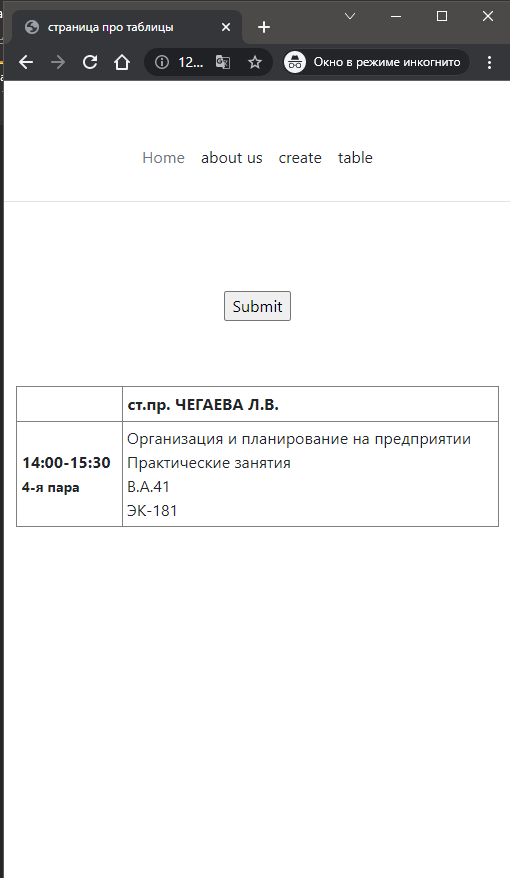 страница про таблицы
12...
Окно в режиме инкогнито
Home about us create table
Submit
ст.пр. ЧЕГАЕВА Л.В.
14:00-15:30
4-я пара
Организация и планирование на предприятии
Практические занятия
В.А.41
ЭК-181